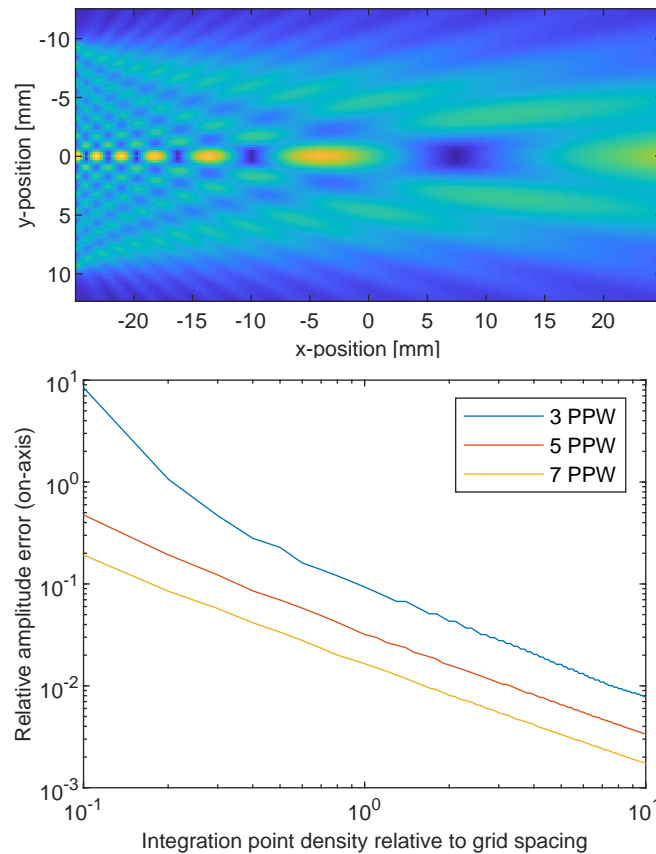 -10
-5
0
5
10
y-position [mm]
-20 -15 -10 -5 0 5 10 15 20
x-position [mm]
10^1
10^0
10^-1
10^-2
10^-3
Relative amplitude error (on-axis)
3 PPW
5 PPW
7 PPW
10^-1 10^0 10^1
Integration point density relative to grid spacing